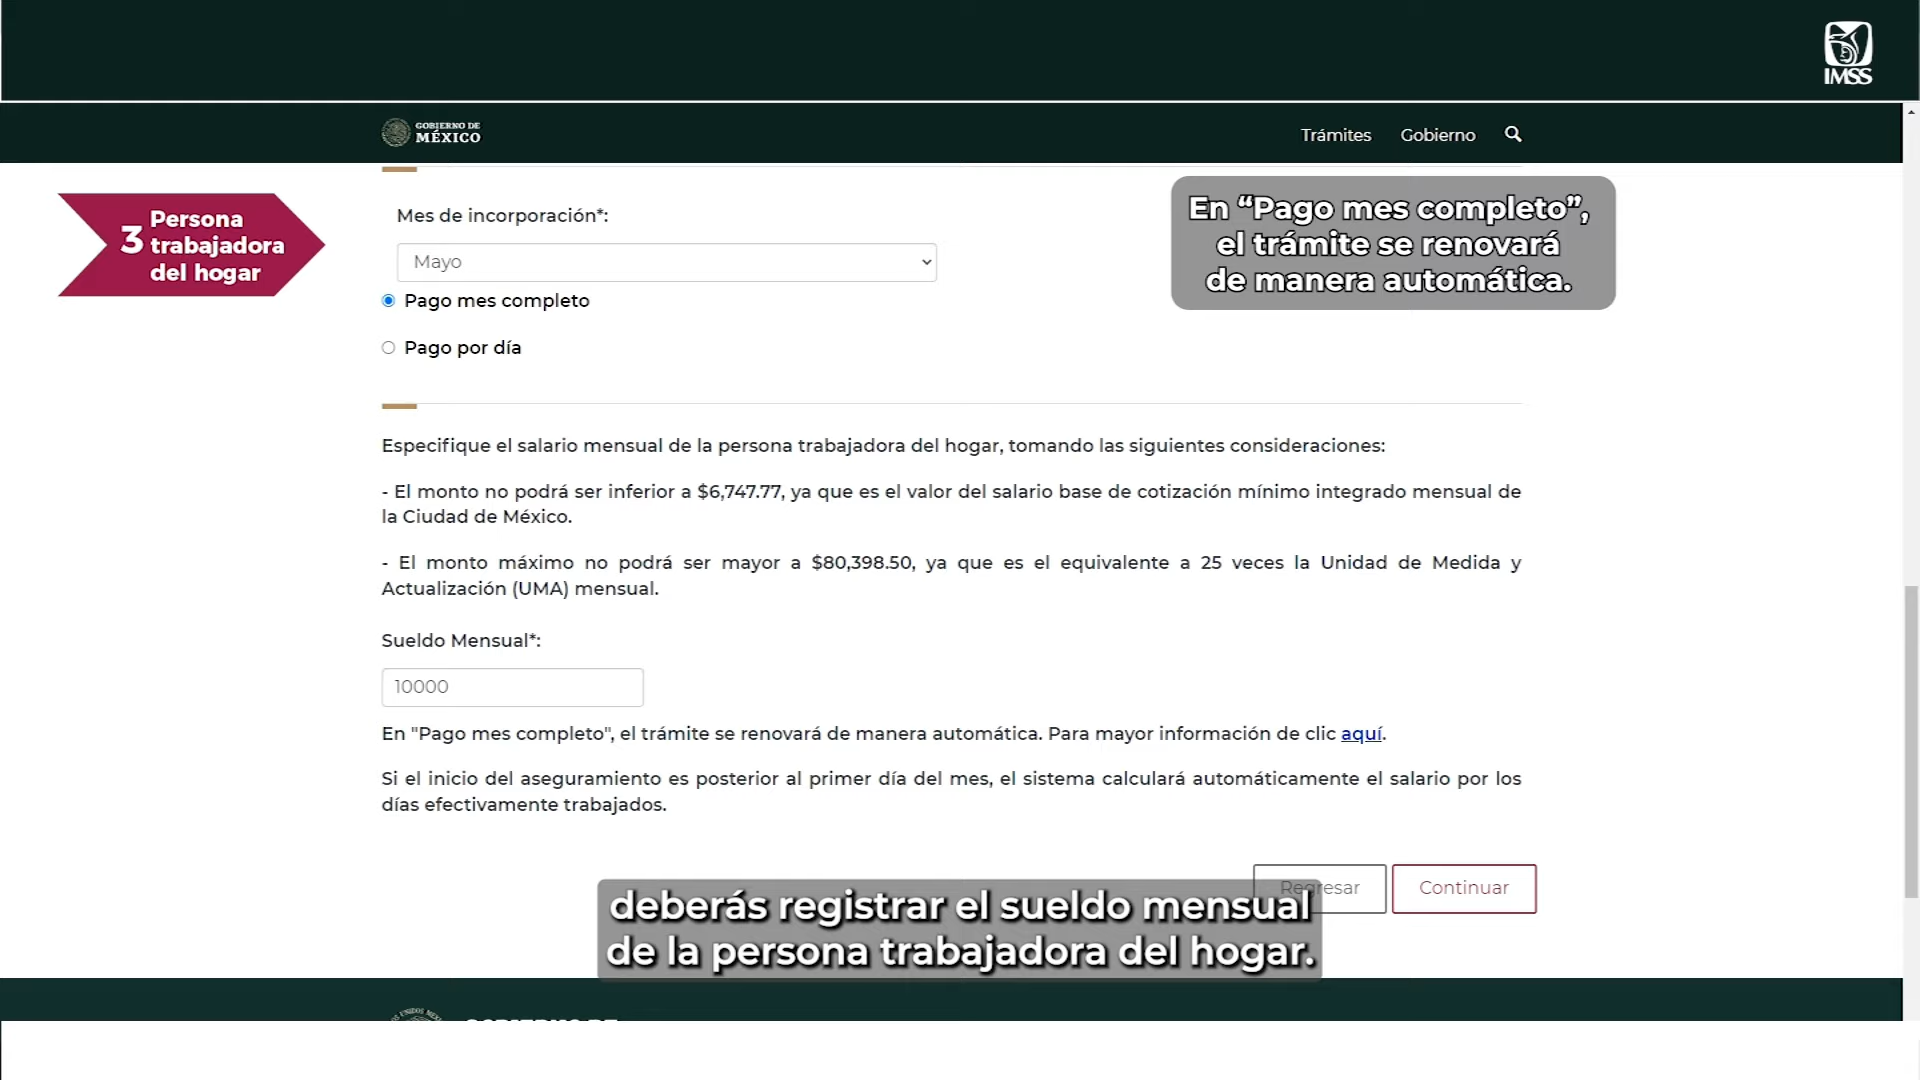 IMSS
GOBIERNO DE
MÉXICO
Trámites
Gobierno
3
Persona
trabajadora
del hogar
En “Pago mes completo”,
el trámite se renovará
de manera automática.
Mes de incorporación*:
Mayo
Pago mes completo
Pago por día
Especifique el salario mensual de la persona trabajadora del hogar, tomando las siguientes consideraciones:
- El monto no podrá ser inferior a $6,747.77, ya que es el valor del salario base de cotización mínimo integrado mensual de
la Ciudad de México.
- El monto máximo no podrá ser mayor a $80,398.50, ya que es el equivalente a 25 veces la Unidad de Medida y
Actualización (UMA) mensual.
Sueldo Mensual*:
10000
En "Pago mes completo", el trámite se renovará de manera automática. Para mayor información de clic aquí.
Si el inicio del aseguramiento es posterior al primer día del mes, el sistema calculará automáticamente el salario por los
días efectivamente trabajados.
Regresar
Continuar
deberás registrar el sueldo mensual
de la persona trabajadora del hogar.